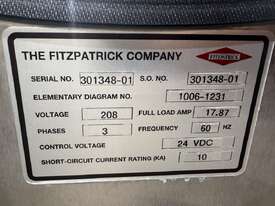 THE FITZPATRICK COMPANY
FITZPATRICK
SERIAL NO. 301348-01 S.O. NO. 301348-01
ELEMENTARY DIAGRAM NO. 1006-1231
VOLTAGE 208 FULL LOAD AMP 17.87
PHASES 3 FREQUENCY 60 HZ
CONTROL VOLTAGE 24 VDC
SHORT-CIRCUIT CURRENT RATING (KA) 10